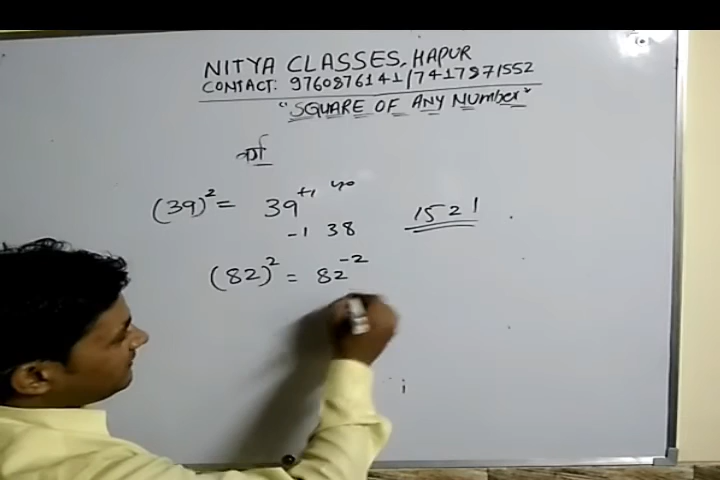 NITYA CLASSES, HAPUR
CONTACT: 9760876141/7417971552
"SQUARE OF ANY NUMBER"
वर्ग
(39)² = 39⁺¹ 40 1521
-1 38
(82)² = 82⁻²